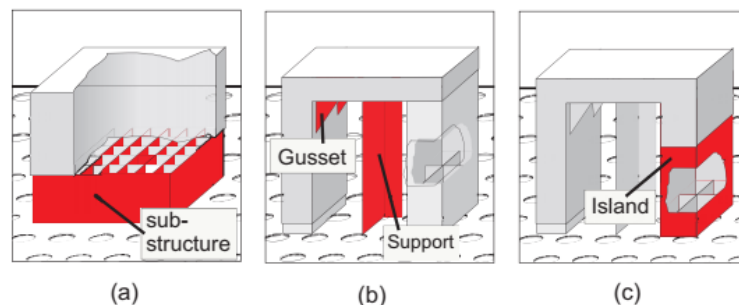 sub-
structure
Gusset
Support
Island
(a)
(b)
(c)